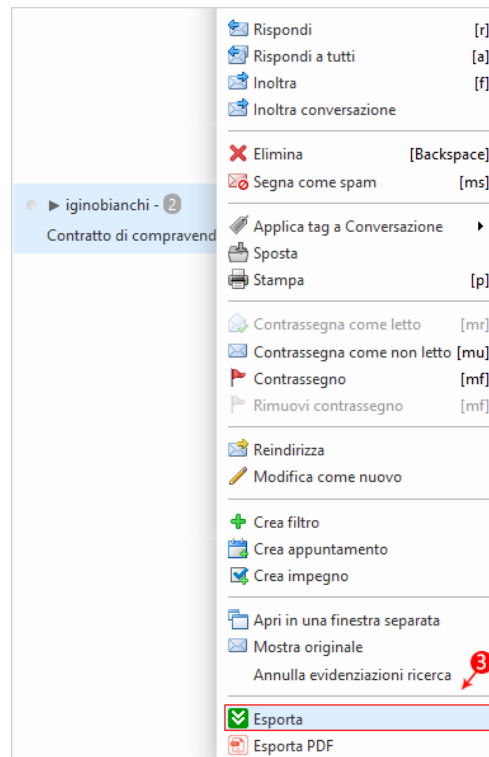 Rispondi [r]
Rispondi a tutti [a]
Inoltra [f]
Inoltra conversazione
Elimina [Backspace]
Segna come spam [ms]
iginobianchi - 2
Contratto di compravend
Applica tag a Conversazione
Sposta
Stampa [p]
Contrassegna come letto [mr]
Contrassegna come non letto [mu]
Contrassegno [mf]
Rimuovi contrassegno [mf]
Reindirizza
Modifica come nuovo
Crea filtro
Crea appuntamento
Crea impegno
Apri in una finestra separata
Mostra originale
Annulla evidenziazioni ricerca
3
Esporta
Esporta PDF